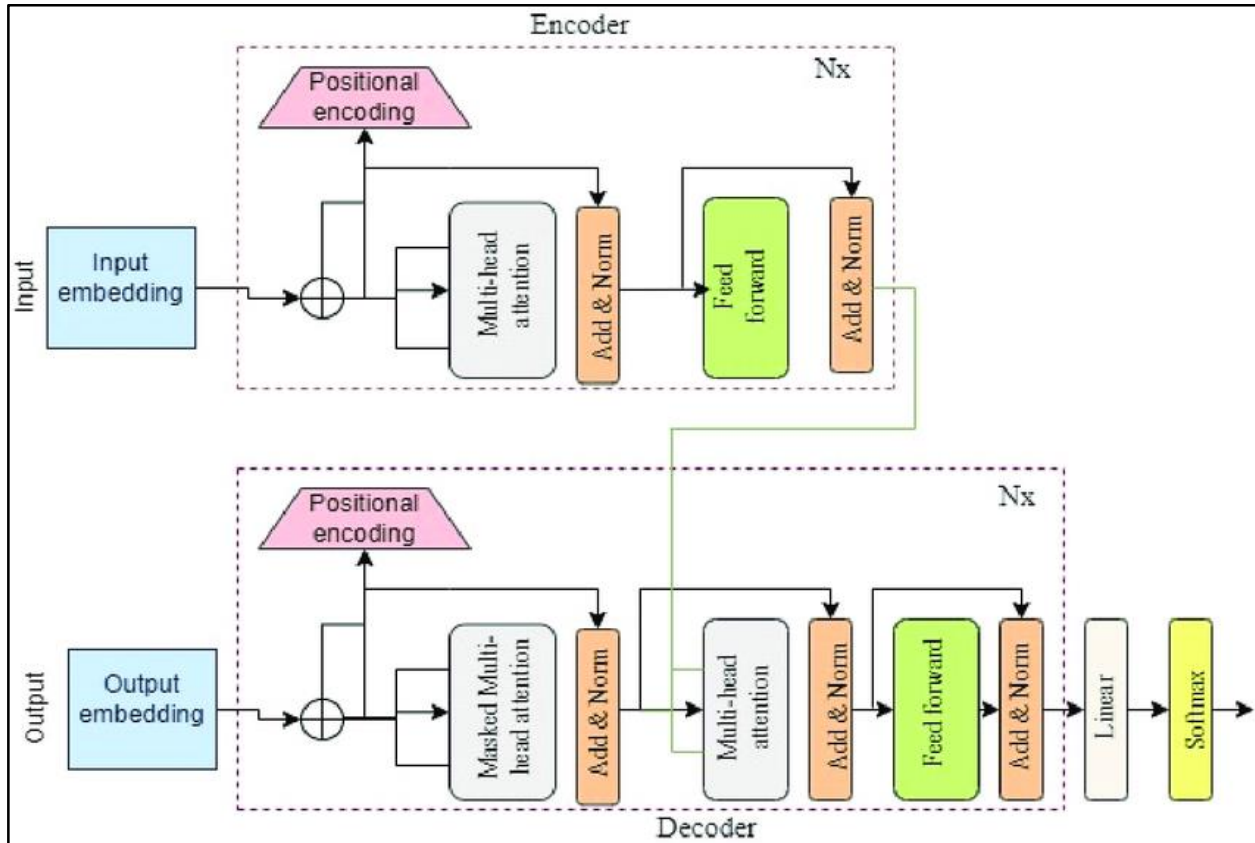 Encoder
Nx
Positional
encoding
Input
Input
embedding
Multi-head
attention
Add & Norm
Feed
forward
Add & Norm
Nx
Positional
encoding
Output
Output
embedding
Masked Multi-
head attention
Add & Norm
Multi-head
attention
Add & Norm
Feed forward
Add & Norm
Linear
Softmax
Decoder